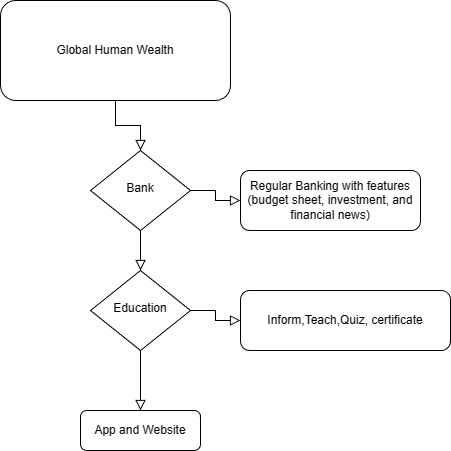 Global Human Wealth
Bank
Regular Banking with features
(budget sheet, investment, and
financial news)
Education
Inform,Teach,Quiz, certificate
App and Website